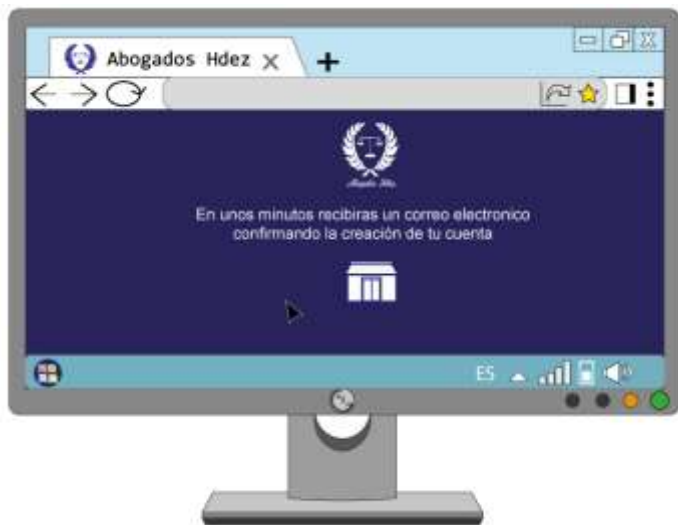 Abogados Hdez
En unos minutos recibiras un correo electronico
confirmando la creación de tu cuenta
ES